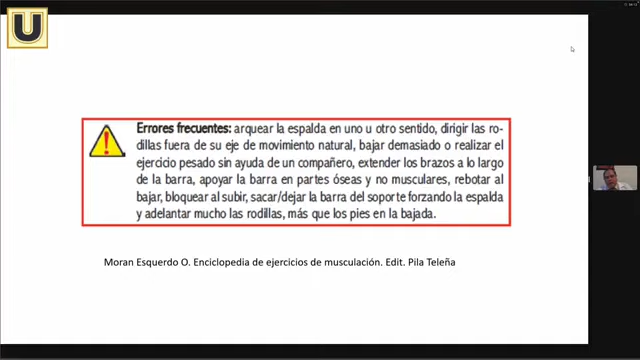 U
Errores frecuentes: arquear la espalda en uno u otro sentido, dirigir las ro-
dillas fuera de su eje de movimiento natural, bajar demasiado o realizar el
ejercicio pesado sin ayuda de un compañero, extender los brazos a lo largo
de la barra, apoyar la barra en partes óseas y no musculares, rebotar al
bajar, bloquear al subir, sacar/dejar la barra del soporte forzando la espalda
y adelantar mucho las rodillas, más que los pies en la bajada.
Moran Esquerdo O. Enciclopedia de ejercicios de musculación. Edit. Pila Teleña